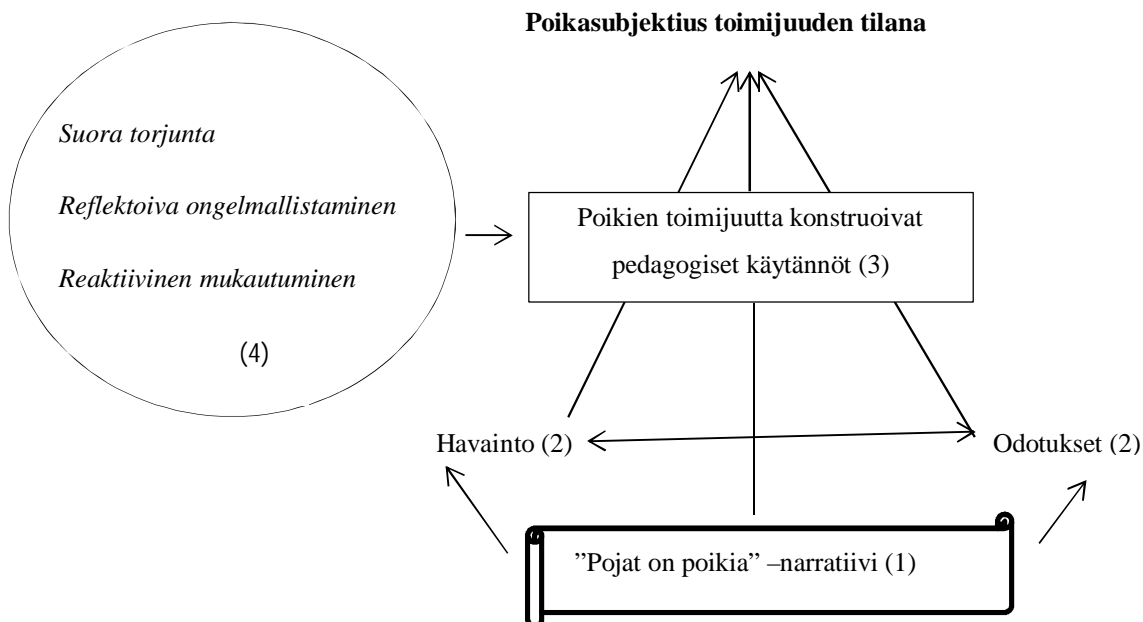 Poikasubjektius toimijuuden tilana
Suora torjunta
Reflektoiva ongelmallistaminen
Reaktiivinen mukautuminen
(4)
Poikien toimijuutta konstruoivat
pedagogiset käytännöt (3)
Havainto (2)
Odotukset (2)
”Pojat on poikia” –narratiivi (1)